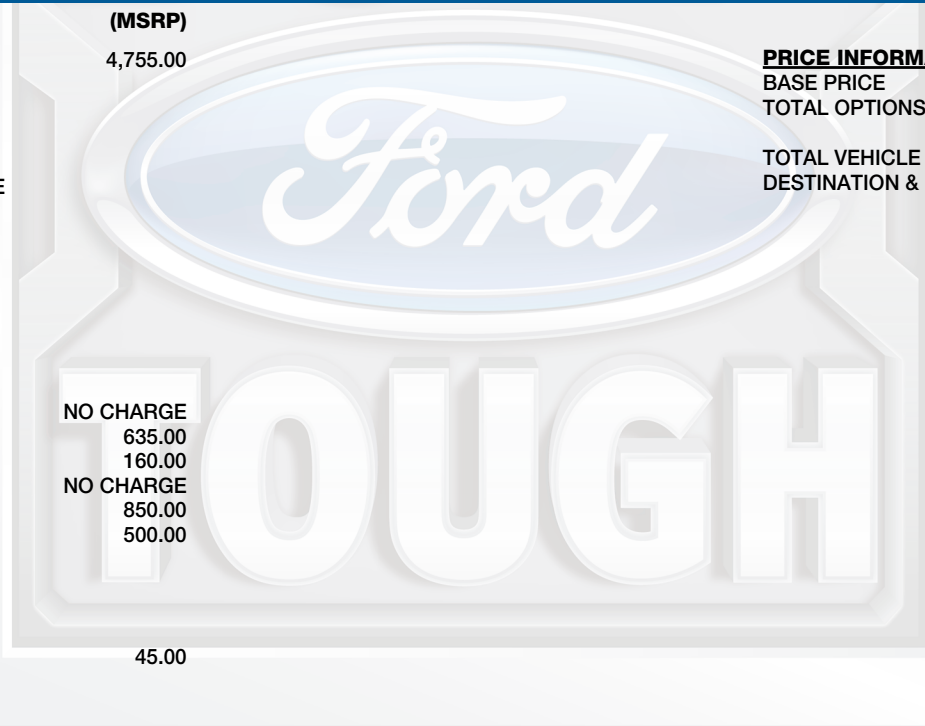 (MSRP)
4,755.00
NO CHARGE
635.00
160.00
NO CHARGE
850.00
500.00
45.00
PRICE INFORM
BASE PRICE
TOTAL OPTIONS
TOTAL VEHICLE
DESTINATION &
Ford
TOUGH